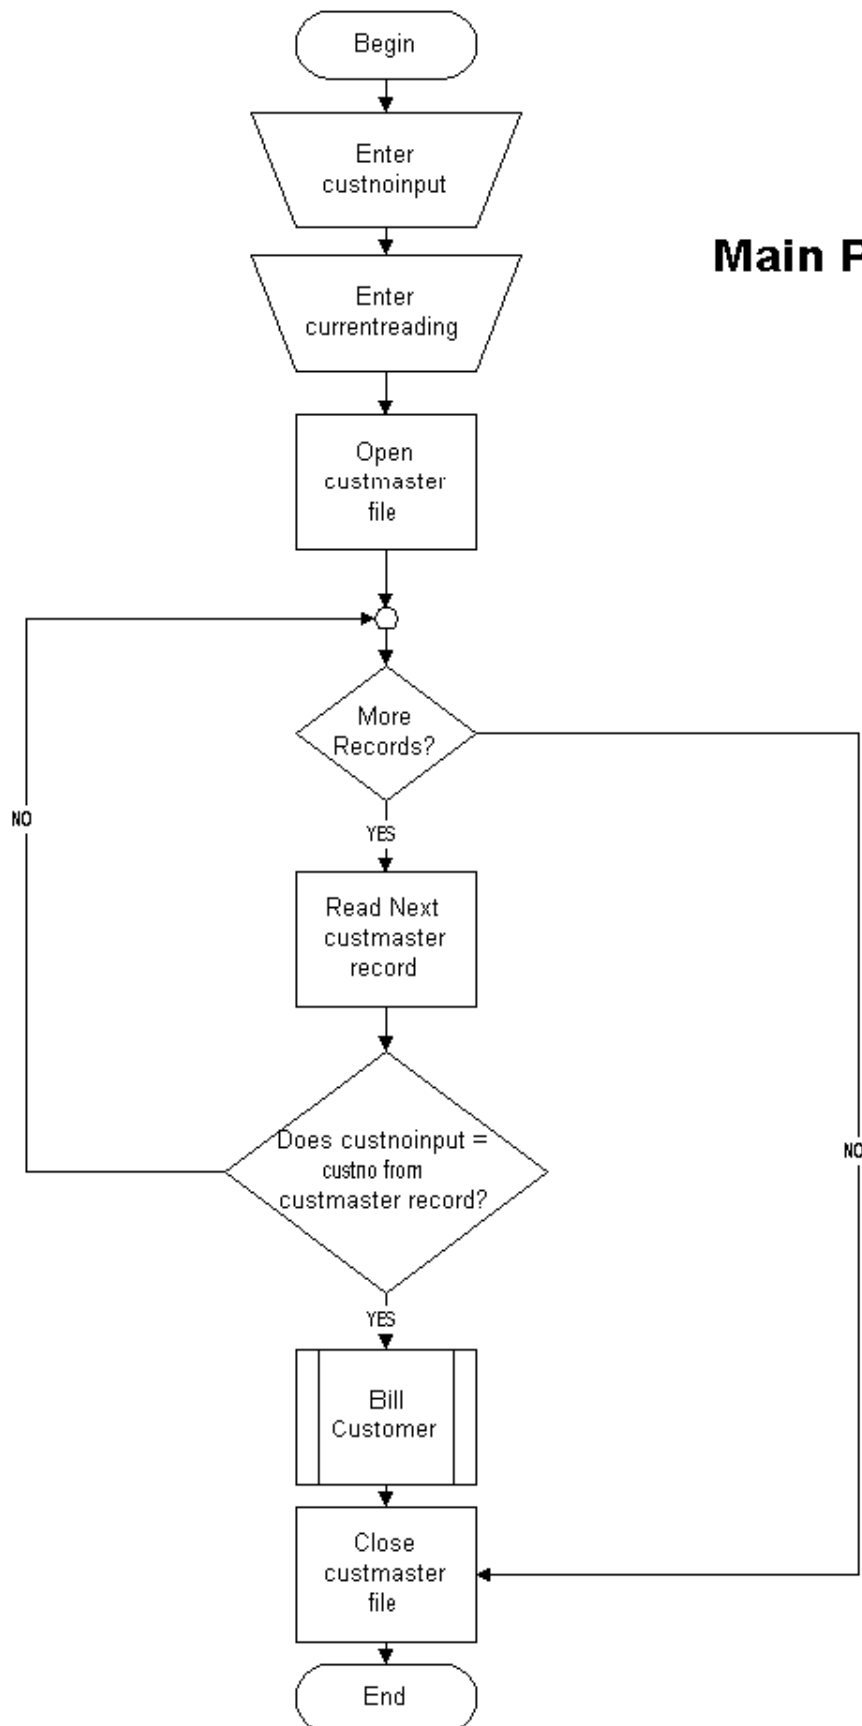 Begin
Enter
custnoinput
Main P
Enter
currentreading
Open
custmaster
file
More
Records?
NO
YES
Read Next
custmaster
record
Does custnoinput =
custno from
custmaster record?
NO
YES
Bill
Customer
Close
custmaster
file
End